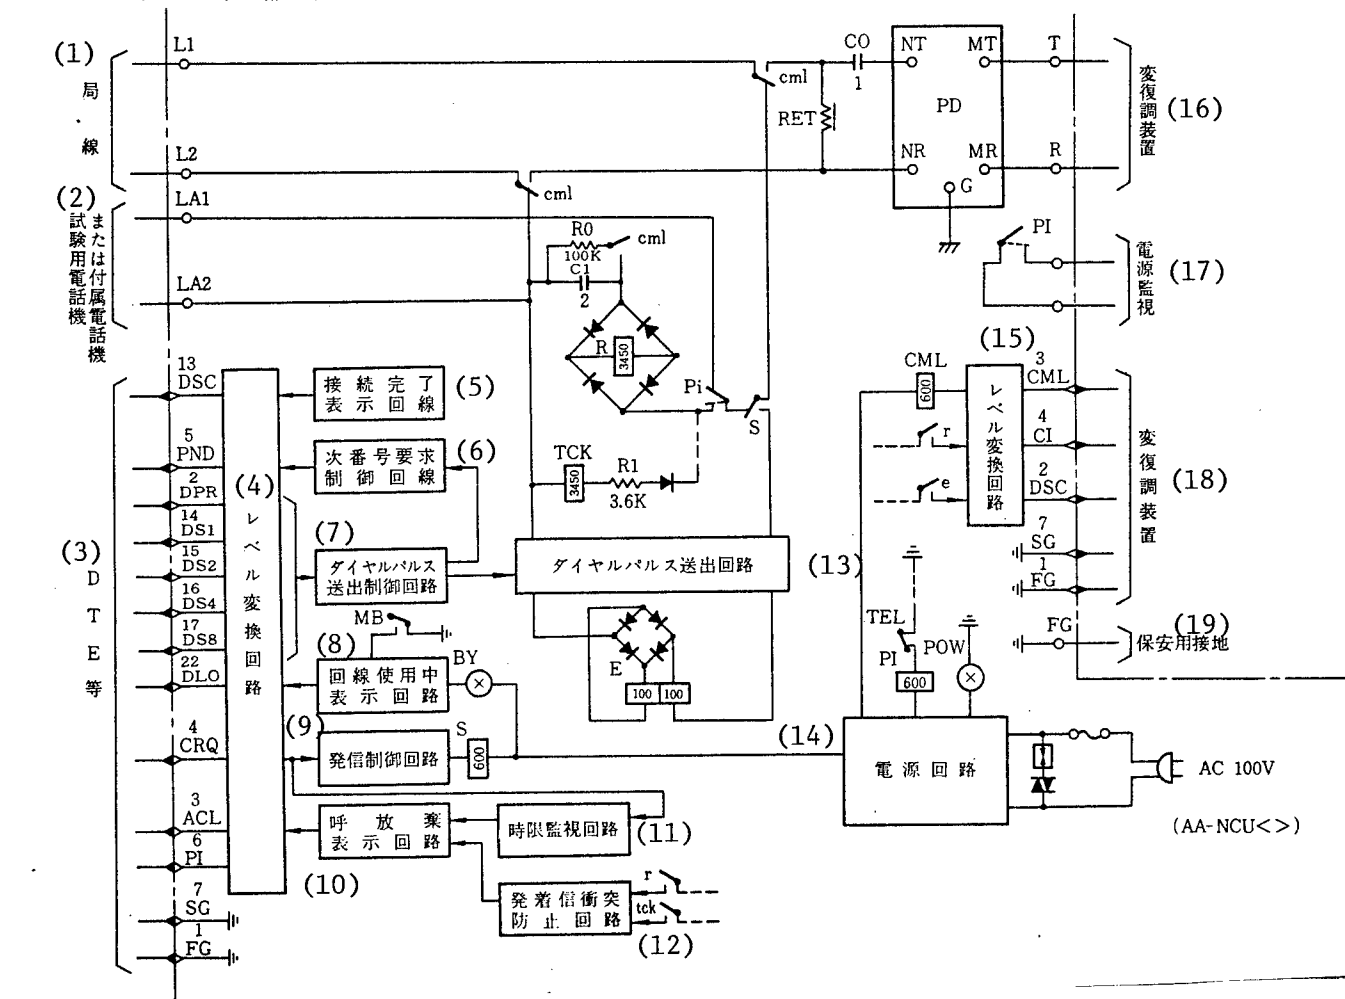 (1)
局線
L1
L2
(2)
試験用電話機
または付属電話機
LA1
LA2
(3)
DTE等
13
DSC
5
PND
2
DPR
14
DS1
15
DS2
16
DS4
17
DS8
22
DLO
4
CRQ
3
ACL
6
PI
7
SG
1
FG
(4)
レベル変換回路
接続完了
表示回線
(5)
次番号要求
制御回線
(6)
(7)
ダイヤルパルス
送出制御回路
MB
(8)
回線使用中
表示回路
BY
(9)
発信制御回路
S
600
(10)
呼放棄
表示回路
時限監視回路
(11)
発着信衝突
防止回路
r
tck
(12)
cml
cml
R0
100K
cml
C1
2
R
3450
Pi
S
TCK
3450
R1
3.6K
ダイヤルパルス送出回路
(13)
E
100
100
CO
1
RET
NT
MT
PD
NR
MR
G
T
R
変復調装置
(16)
PI
電源監視
(17)
(15)
CML
600
r
e
レベル変換回路
3
CML
4
CI
2
DSC
7
SG
1
FG
変復調装置
(18)
FG
(19)
保安用接地
TEL
PI
600
POW
(14)
電源回路
AC 100V
(AA-NCU<>)